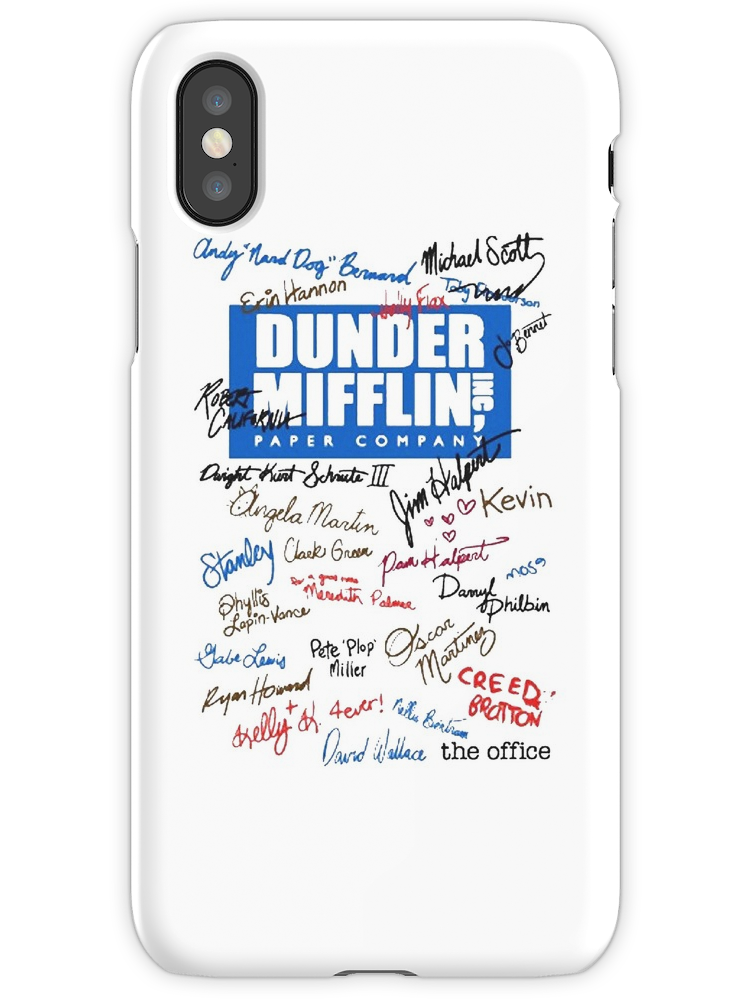 Andy "Nard Dog" Bernard
Michael Scott
Erin Hannon
Holly Flax
Toby
Jo Bennet
DUNDER
MIFFLIN INC,
PAPER COMPANY
ROBERT
CALIFORNIA
Dwight Kurt Schrute III
Jim Halpert
Angela Martin
Kevin
Stanley
Clark Green
Pam Halpert
MOSE
Meredith Palmer
Darryl
Philbin
Phyllis
Lapin-Vance
Oscar
Martinez
Pete 'Plop'
Miller
Gabe Lewis
CREED
BRATTON
Ryan Howard
+
Kelly K. 4ever!
Nellie Bertram
David Wallace
the office